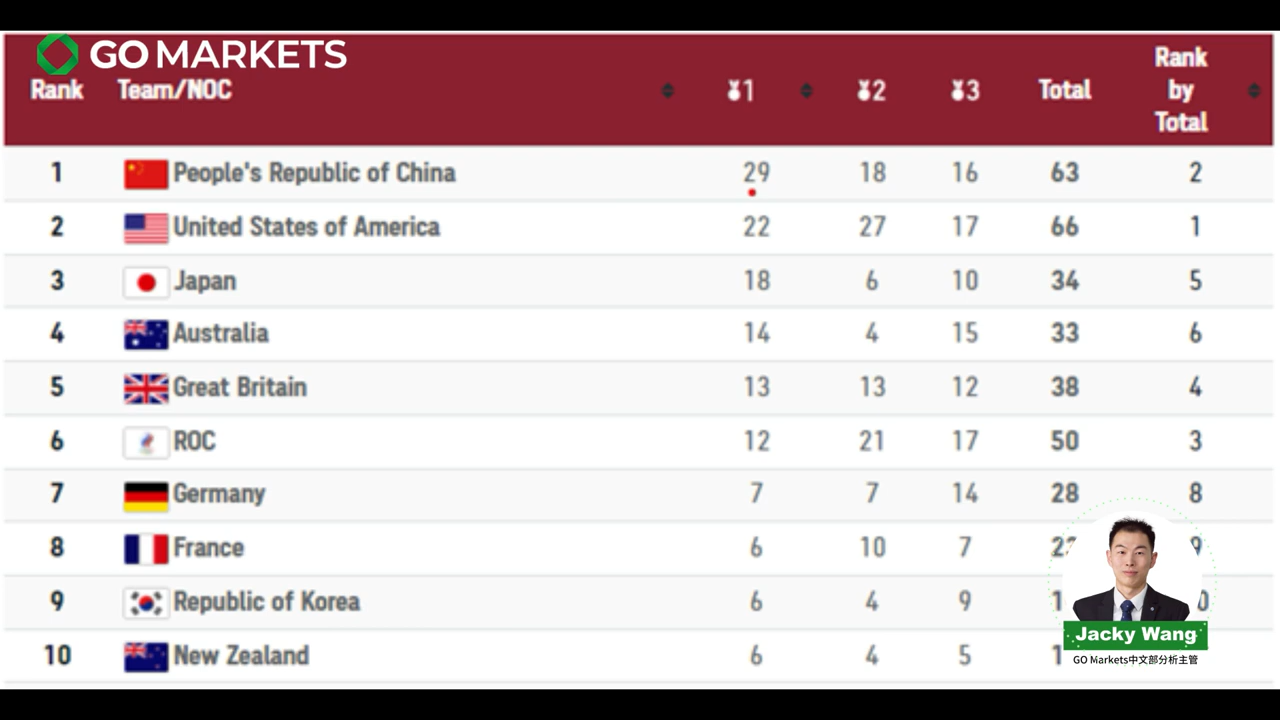 GO MARKETS
Rank Team/NOC 1 2 3 Total Rank by Total
1 People's Republic of China 29 18 16 63 2
2 United States of America 22 27 17 66 1
3 Japan 18 6 10 34 5
4 Australia 14 4 15 33 6
5 Great Britain 13 13 12 38 4
6 ROC 12 21 17 50 3
7 Germany 7 7 14 28 8
8 France 6 10 7 9
9 Republic of Korea 6 4 9
10 New Zealand 6 4 5
Jacky Wang
GO Markets中文部分析主管